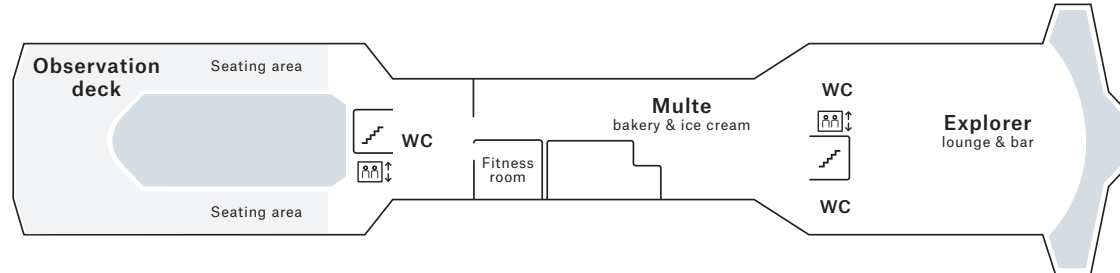 Observation
deck
Seating area
Seating area
WC
Fitness
room
Multe
bakery & ice cream
WC
WC
Explorer
lounge & bar